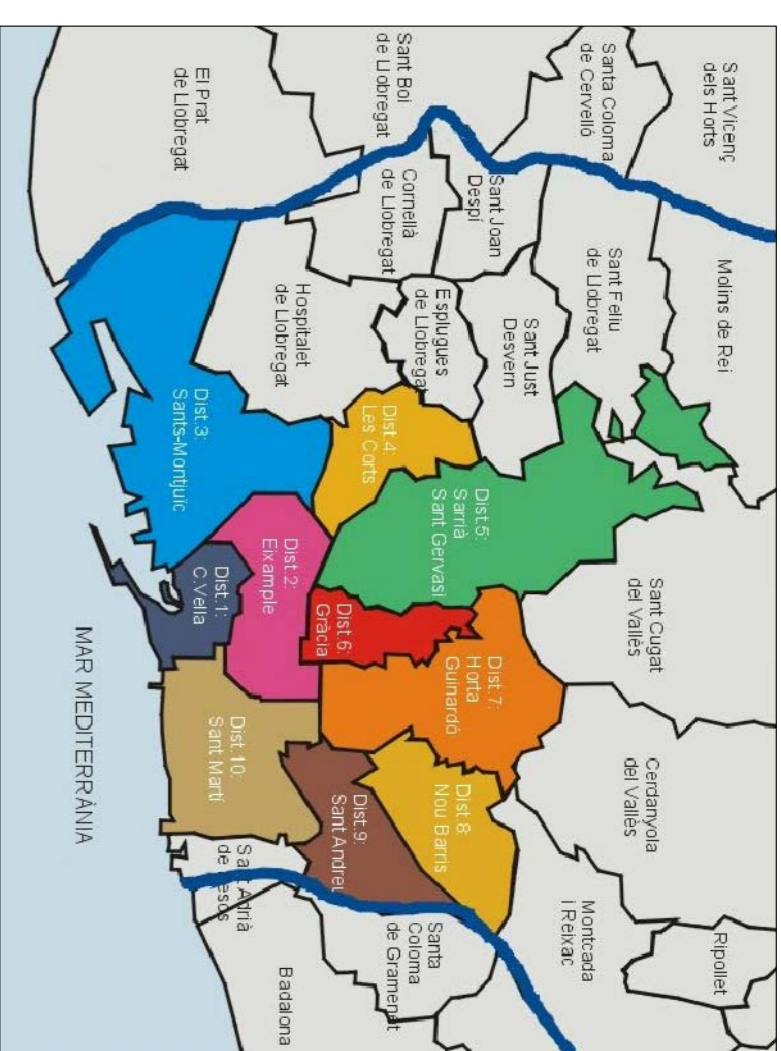 Sant Vicenç
dels Horts
Molins de Rei
Sant Cugat
del Vallès
Cerdanyola
del Vallès
Ripollet
Montcada
i Reixac
Santa Coloma
de Cervelló
Sant Feliu
de Llobregat
Sant Joan
Despí
Sant Just
Desvern
Sant Boi
de Llobregat
Cornellà
de Llobregat
Esplugues
de Llobregat
Dist.5:
Sarrià
Sant Gervasi
Dist.7:
Horta
Guinardó
Dist.8:
Nou Barris
Santa
Coloma
de Gramenet
Dist.4:
Les Corts
Dist.6:
Gràcia
Dist.9:
Sant Andreu
Hospitalet
de Llobregat
Dist.2:
Eixample
Badalona
El Prat
de Llobregat
Dist.3:
Sants-Montjuïc
Dist.1:
C.Vella
Dist.10:
Sant Martí
Sant Adrià
de Besos
MAR MEDITERRÀNIA